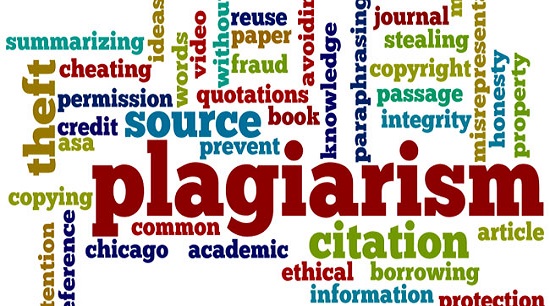 summarizing
cheating
permission
theft
credit
asa
source
ideas
words
video
without
reuse
paper
fraud
quotations
book
prevent
avoiding
knowledge
paraphrasing
journal
stealing
copyright
passage
integrity
misrepresenta
honesty
property
plagiarism
copying
common
chicago
academic
citation
article
ethical
borrowing
information
protection
tention
eference